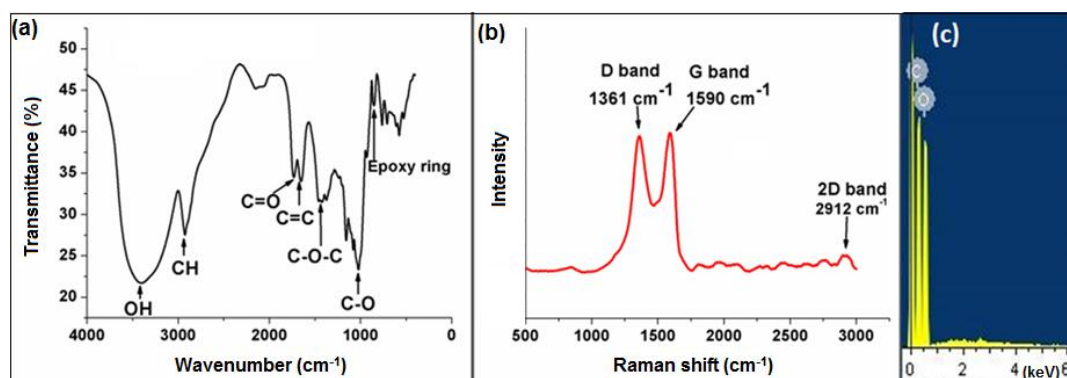 (a)
50
45
40
35
30
25
20
Transmittance (%)
OH
CH
C=O
C=C
C-O-C
C-O
Epoxy ring
4000
3000
2000
1000
0
Wavenumber (cm⁻¹)
(b)
D band
1361 cm⁻¹
G band
1590 cm⁻¹
2D band
2912 cm⁻¹
Intensity
500
1000
1500
2000
2500
3000
Raman shift (cm⁻¹)
(c)
C
O
2
4
(keV)
8